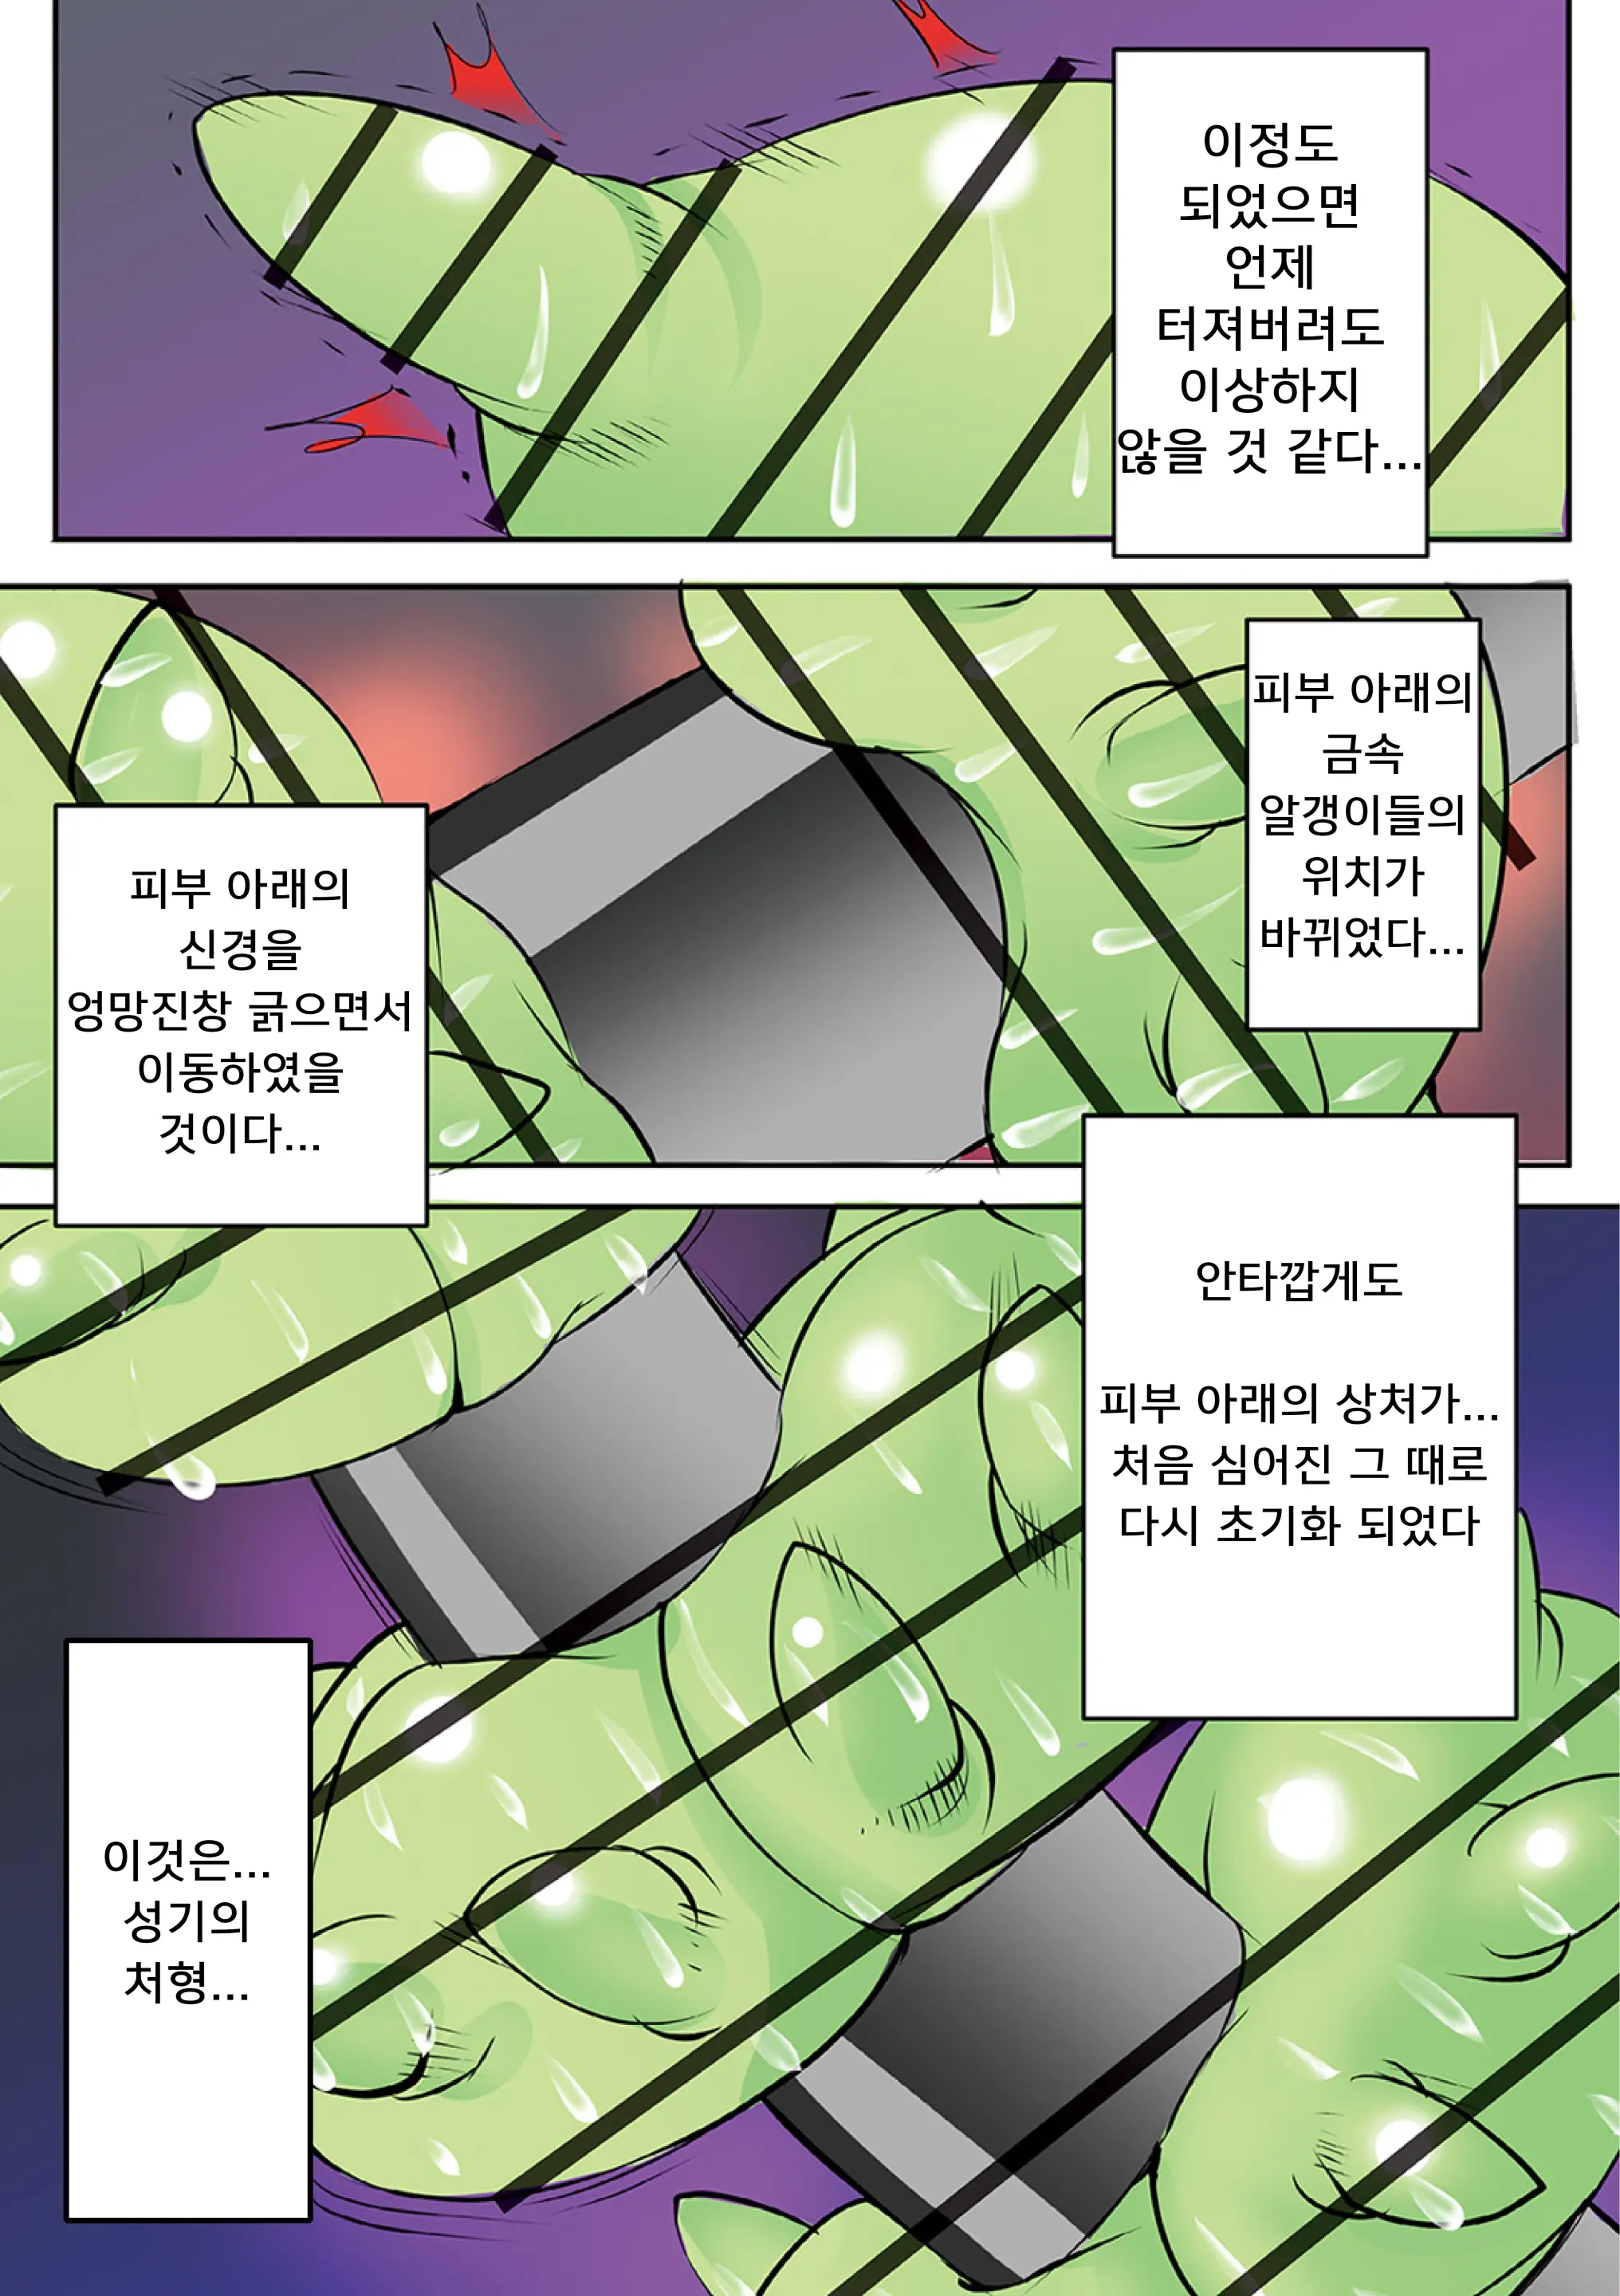 이정도
되었으면
언제
터져버려도
이상하지
않을 것 같다...
피부 아래의
금속
알갱이들의
위치가
바뀌었다...
피부 아래의
신경을
엉망진창 긁으면서
이동하였을
것이다...
안타깝게도
피부 아래의 상처가...
처음 심어진 그 때로
다시 초기화 되었다
이것은...
성기의
처형...